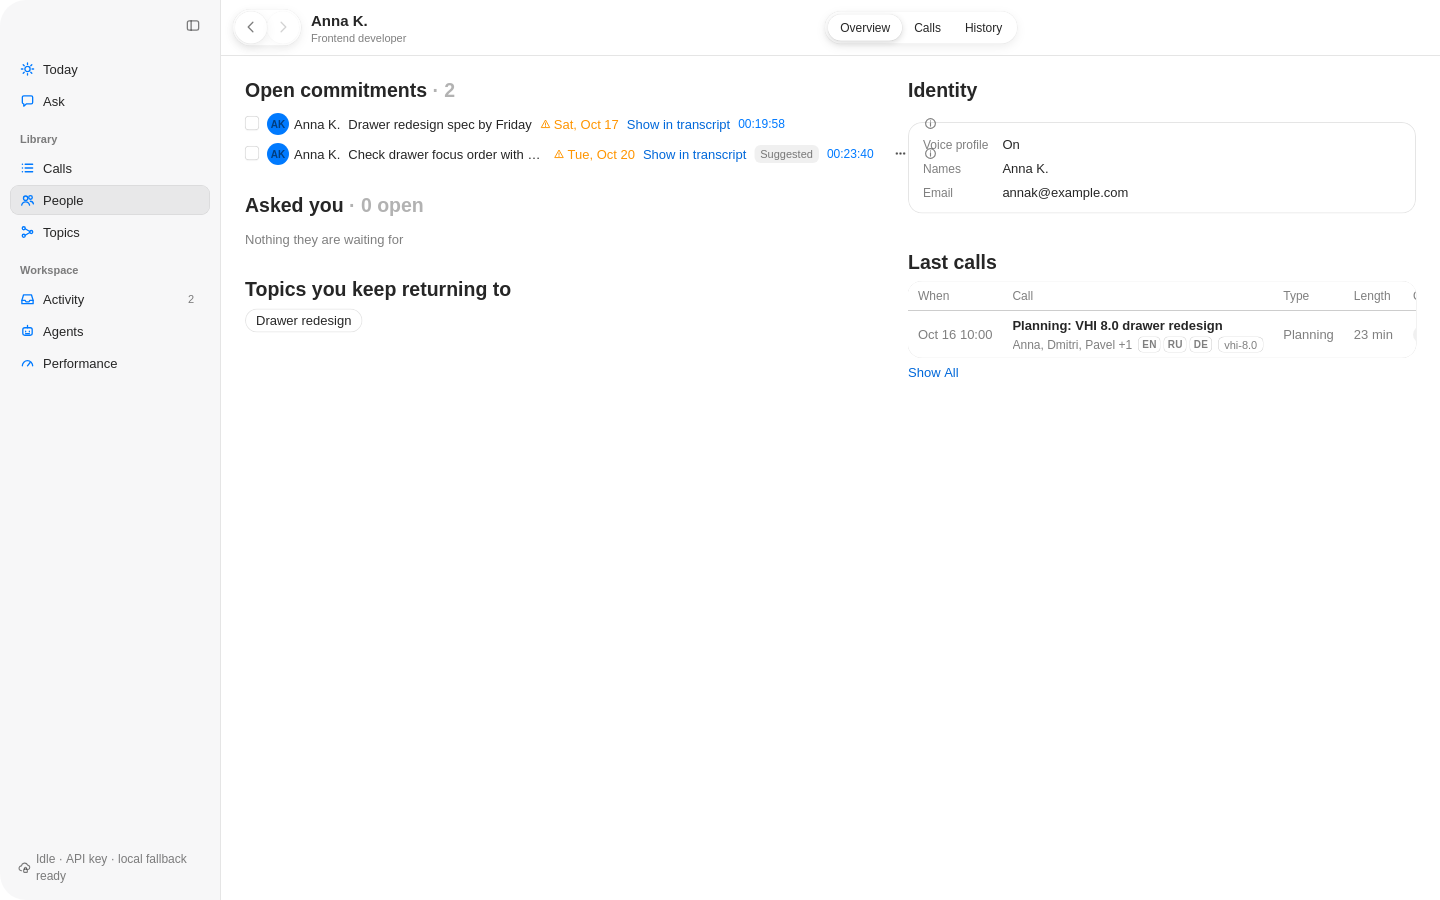 Today
Ask
Library
Calls
People
Topics
Workspace
Activity 2
Agents
Performance
Idle · API key · local fallback
ready
Anna K.
Frontend developer
Overview Calls History
Open commitments · 2
AK Anna K. Drawer redesign spec by Friday Sat, Oct 17 Show in transcript 00:19:58
AK Anna K. Check drawer focus order with … Tue, Oct 20 Show in transcript Suggested 00:23:40
Asked you · 0 open
Nothing they are waiting for
Topics you keep returning to
Drawer redesign
Identity
Voice profile On
Names Anna K.
Email annak@example.com
Last calls
When Call Type Length
Oct 16 10:00 Planning: VHI 8.0 drawer redesign Planning 23 min
Anna, Dmitri, Pavel +1 EN RU DE vhi-8.0
Show All